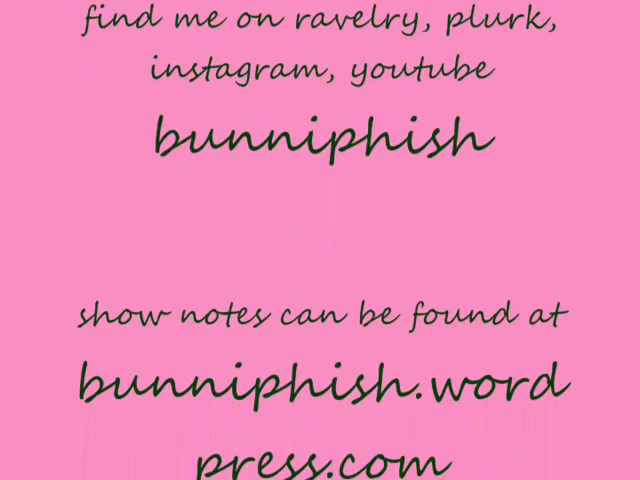 find me on ravelry, plurk,
instagram, youtube
bunniphish
show notes can be found at
bunniphish.word
press.com